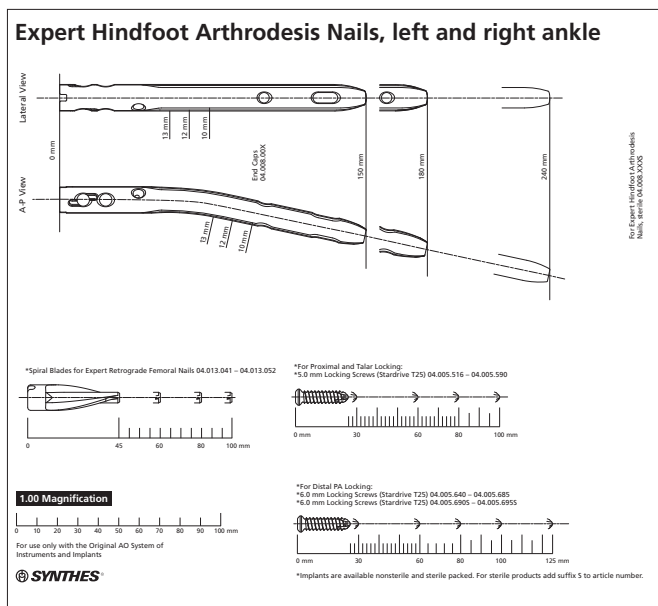 Expert Hindfoot Arthrodesis Nails, left and right ankle
Lateral View
0 mm
13 mm
12 mm
10 mm
End Caps
04.008.00X
150 mm
180 mm
240 mm
For Expert Hindfoot Arthrodesis
Nails, sterile 04.008.XXXS
A-P View
13 mm
12 mm
10 mm
*Spiral Blades for Expert Retrograde Femoral Nails 04.013.041 – 04.013.052
0 45 60 80 100 mm
*For Proximal and Talar Locking:
*5.0 mm Locking Screws (Stardrive T25) 04.005.516 – 04.005.590
0 mm 30 60 80 100 mm
1.00 Magnification
0 10 20 30 40 50 60 70 80 90 100 mm
For use only with the Original AO System of
Instruments and Implants
SYNTHES®
*For Distal PA Locking:
*6.0 mm Locking Screws (Stardrive T25) 04.005.640 – 04.005.685
*6.0 mm Locking Screws (Stardrive T25) 04.005.690S – 04.005.695S
0 mm 30 60 80 100 125 mm
*Implants are available nonsterile and sterile packed. For sterile products add suffix S to article number.